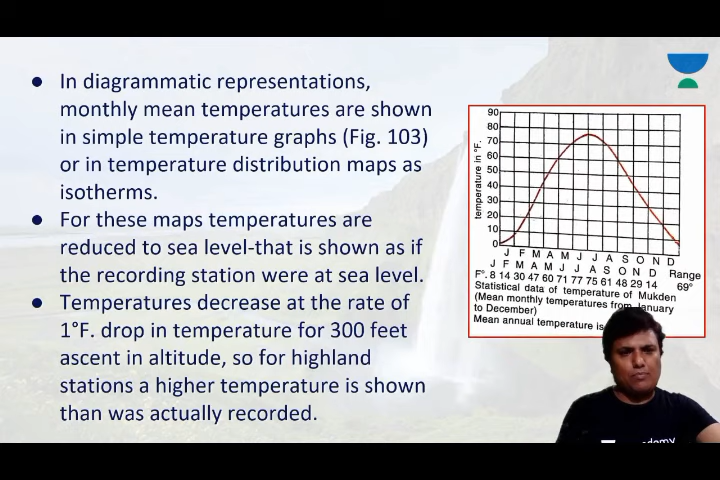 ● In diagrammatic representations,
monthly mean temperatures are shown
in simple temperature graphs (Fig. 103)
or in temperature distribution maps as
isotherms.
● For these maps temperatures are
reduced to sea level-that is shown as if
the recording station were at sea level.
● Temperatures decrease at the rate of
1°F. drop in temperature for 300 feet
ascent in altitude, so for highland
stations a higher temperature is shown
than was actually recorded.
temperature in °F.
90
80
70
60
50
40
30
20
10
0
J F M A M J J A S O N D
J F M A M J J A S O N D Range
F°. 8 14 30 47 60 71 77 75 61 48 29 14 69°
Statistical data of temperature of Mukden
(Mean monthly temperatures from January
to December)
Mean annual temperature is